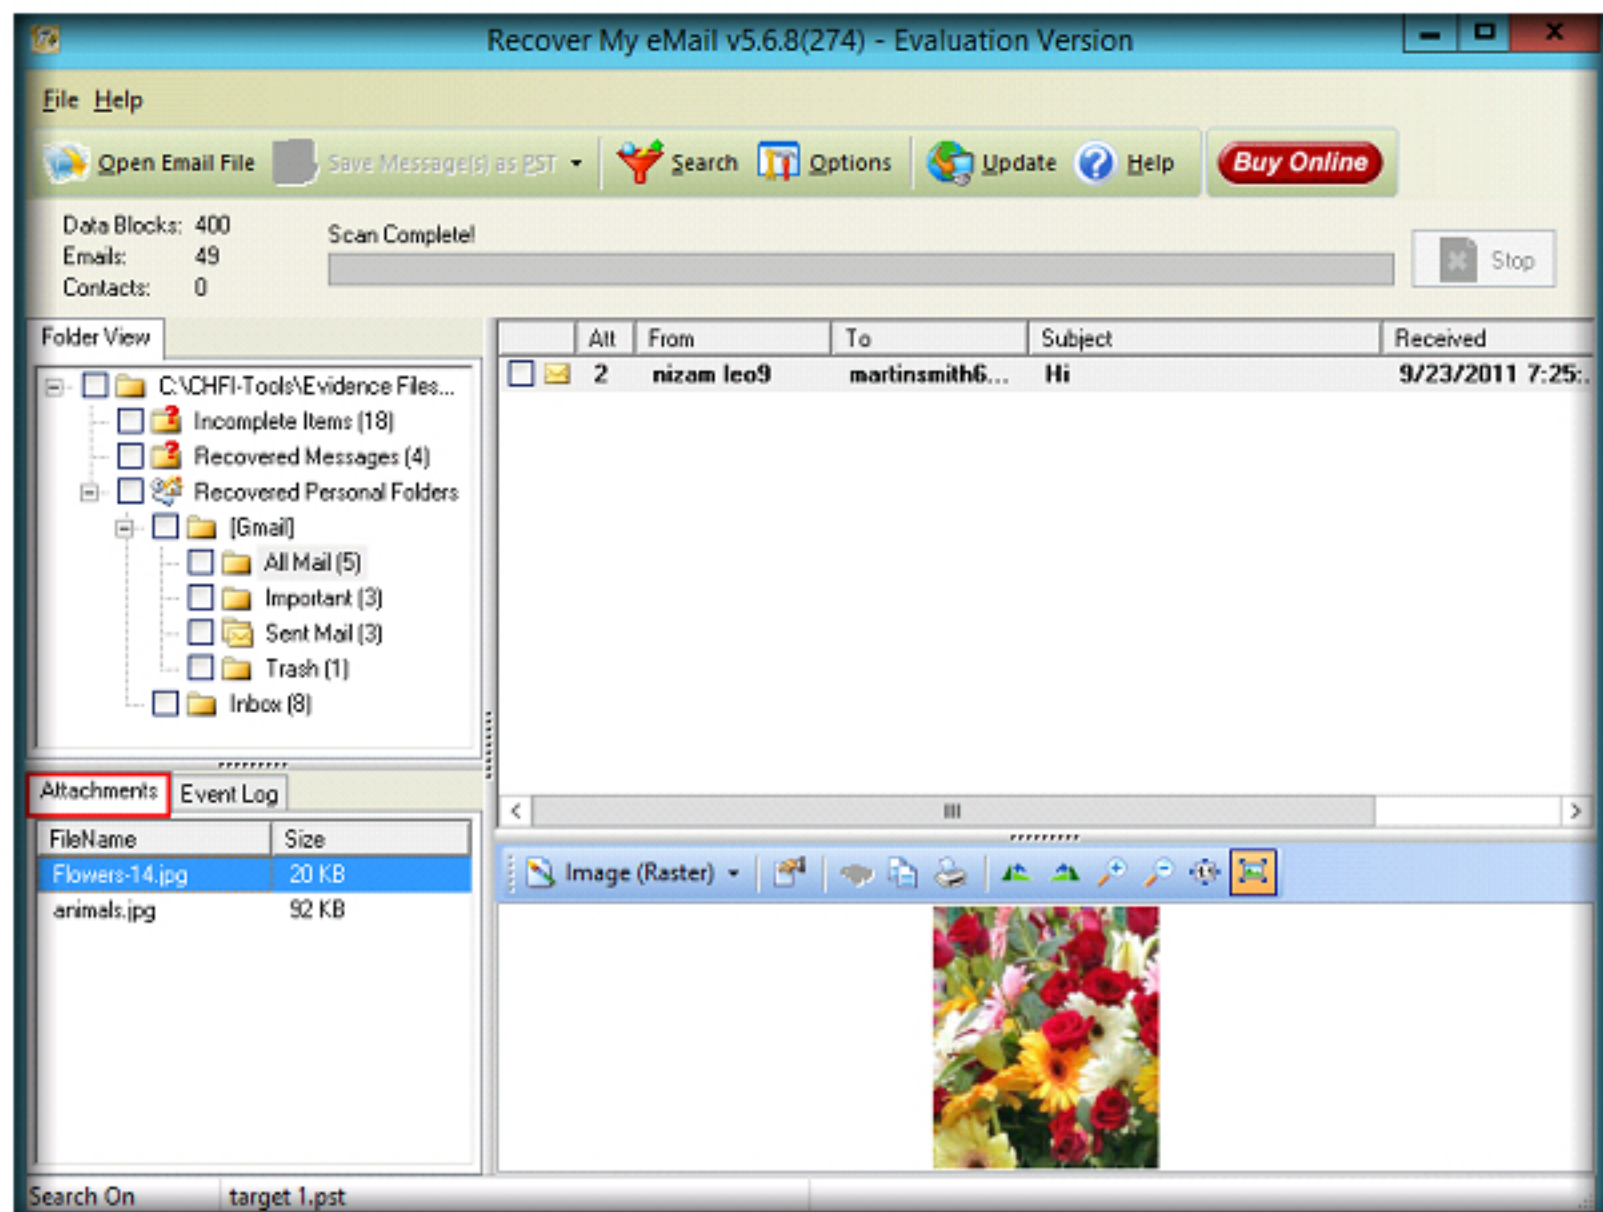 Recover My eMail v5.6.8(274) - Evaluation Version
File Help
Open Email File Save Message(s) as PST Search Options Update Help Buy Online
Data Blocks: 400
Emails: 49
Contacts: 0
Scan Complete!
Stop
Folder View
C:\CHFI-Tools\Evidence Files...
Incomplete Items (18)
Recovered Messages (4)
Recovered Personal Folders
[Gmail]
All Mail (5)
Important (3)
Sent Mail (3)
Trash (1)
Inbox (8)
Att From To Subject Received
2 nizam leo9 martinsmith6... Hi 9/23/2011 7:25:.
Attachments Event Log
FileName Size
Flowers-14.jpg 20 KB
animals.jpg 92 KB
Image (Raster)
Search On target 1.pst